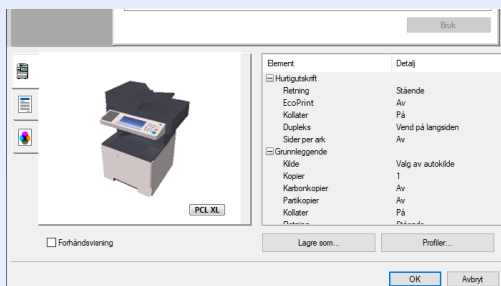 Bruk
Element Detalj
Hurtigutskrift
Retning Stående
EcoPrint Av
Kollater På
Dupleks Vend på langsiden
Sider per ark Av
Grunnleggende
Kilde Valg av autokilde
Kopier 1
Karbonkopier Av
Partikopier Av
Kollater På
PCL XL
Forhåndsvisning
Lagre som... Profiler...
OK Avbryt